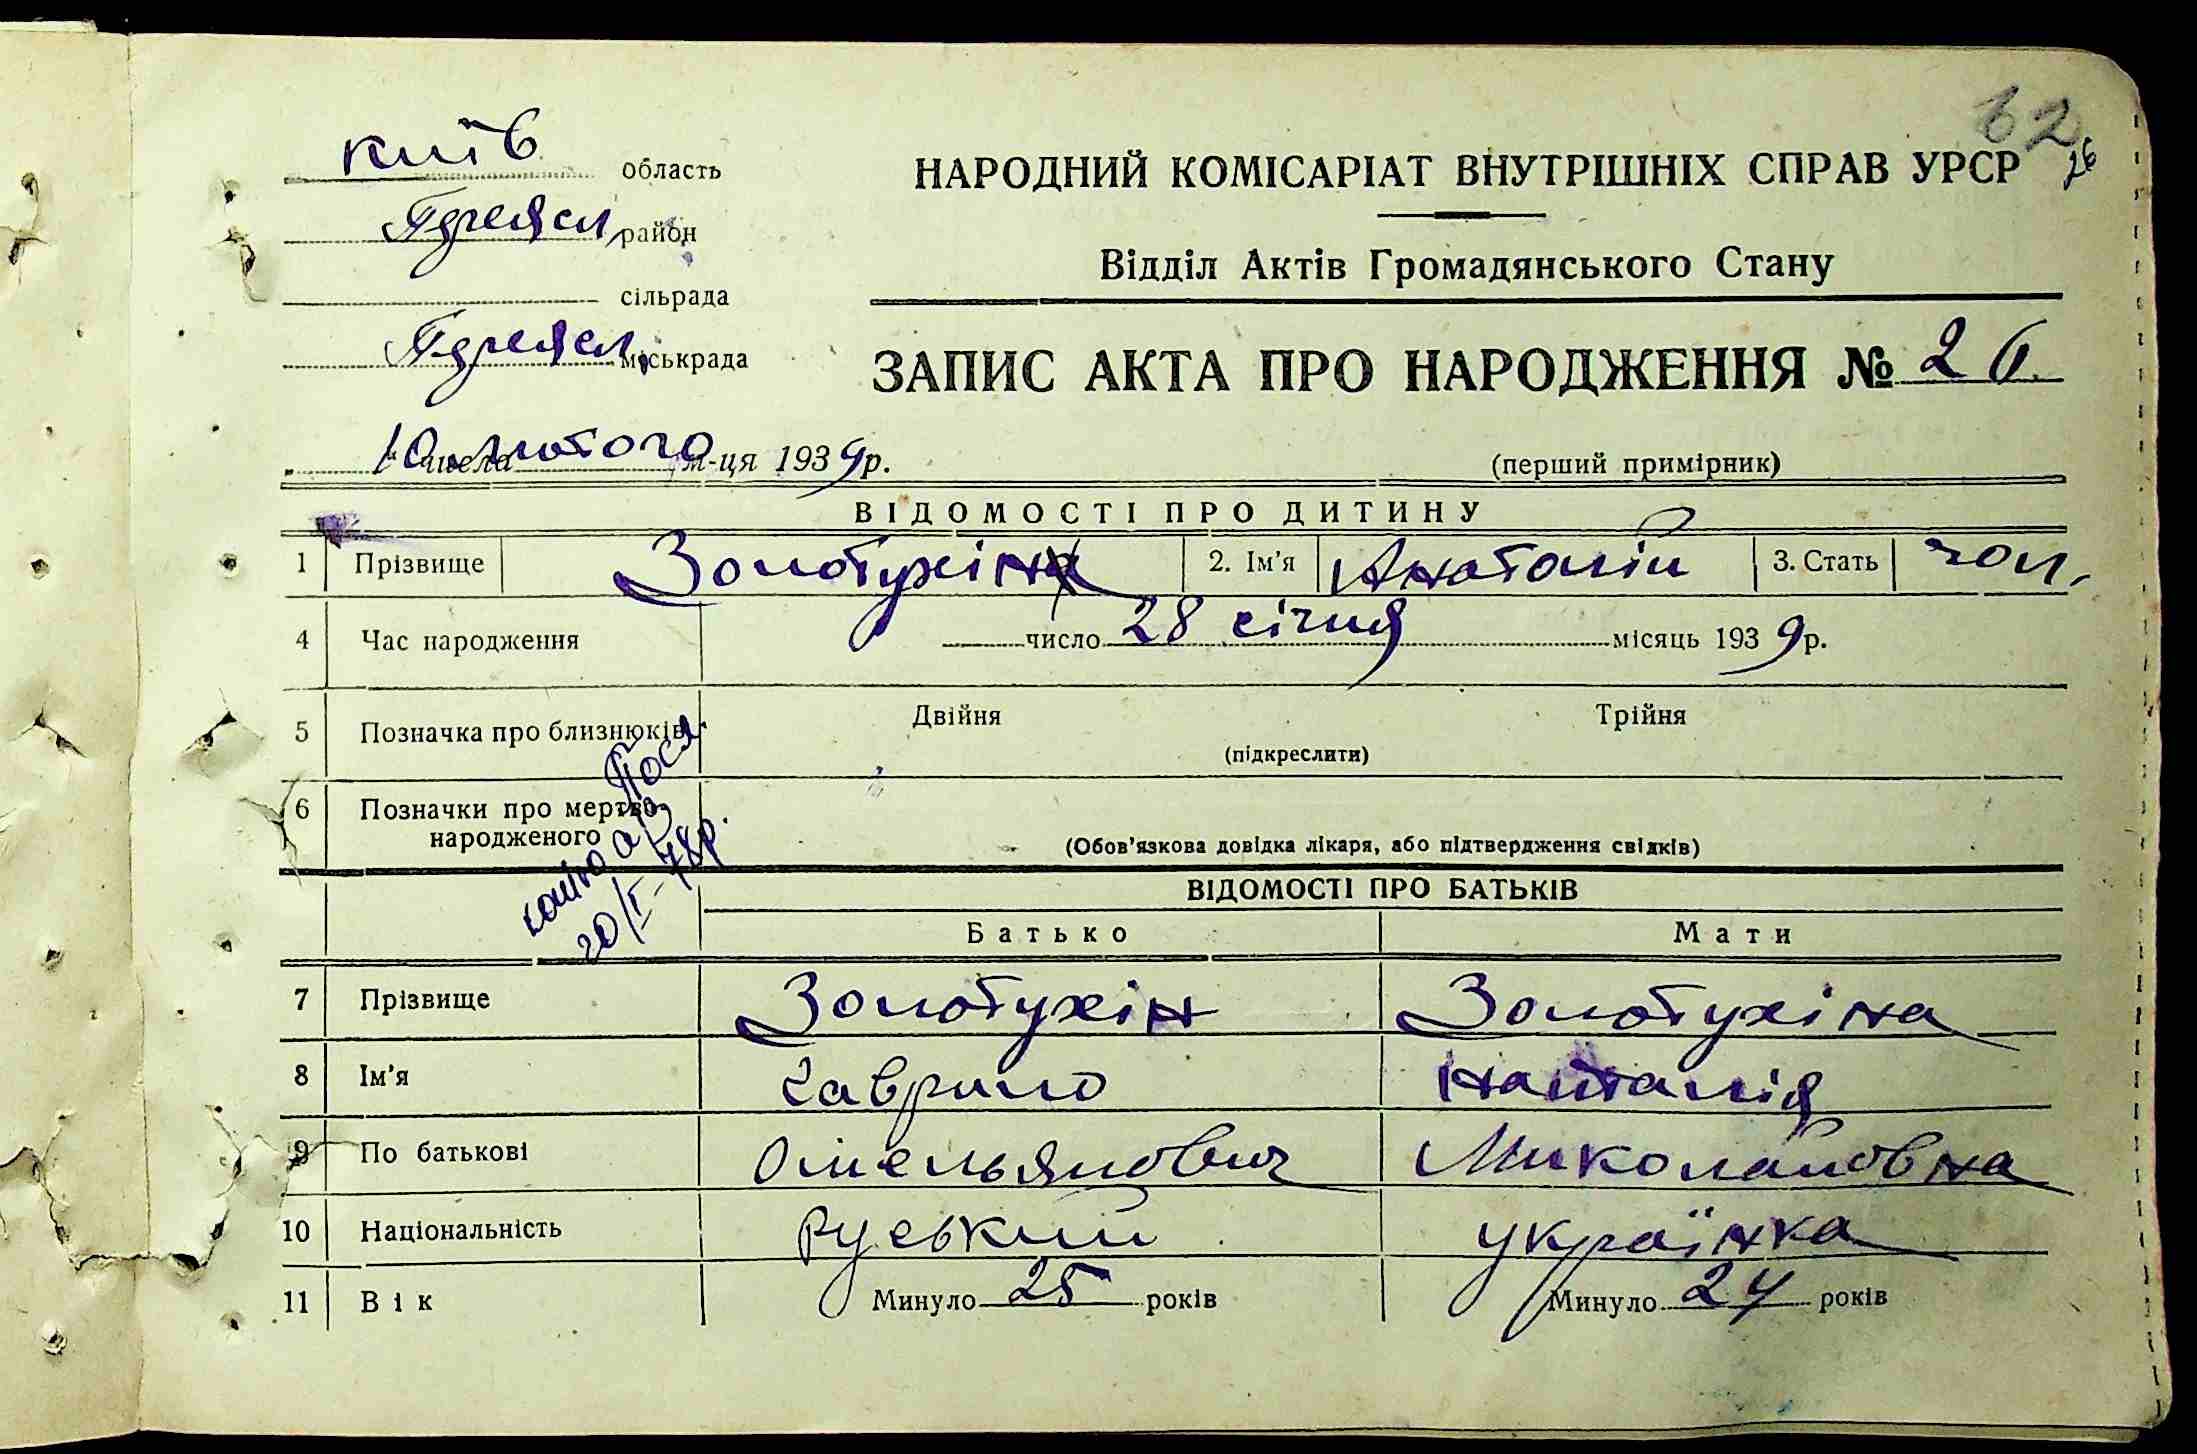 62
26
Київ область
Переясл. район
сільрада
Переясл. міськрада
НАРОДНИЙ КОМІСАРІАТ ВНУТРІШНІХ СПРАВ УРСР
Відділ Актів Громадянського Стану
ЗАПИС АКТА ПРО НАРОДЖЕННЯ № 26
10 числа лютого м-ця 1939 р.
(перший примірник)
ВІДОМОСТІ ПРО ДИТИНУ
1 Прізвище Золотухін 2. Ім'я Анатолій 3. Стать чол.
4 Час народження число 28 січня місяць 1939 р.
5 Позначка про близнюків Двійня Трійня
(підкреслити)
6 Позначки про мертво-
народженого
(Обов'язкова довідка лікаря, або підтвердження свідків)
20/I-78р.
ВІДОМОСТІ ПРО БАТЬКІВ
Батько Мати
7 Прізвище Золотухін Золотухіна
8 Ім'я Гаврило Наталія
9 По батькові Омельянович Миколаївовна
10 Національність руський українка
11 Вік Минуло 25 років Минуло 24 років